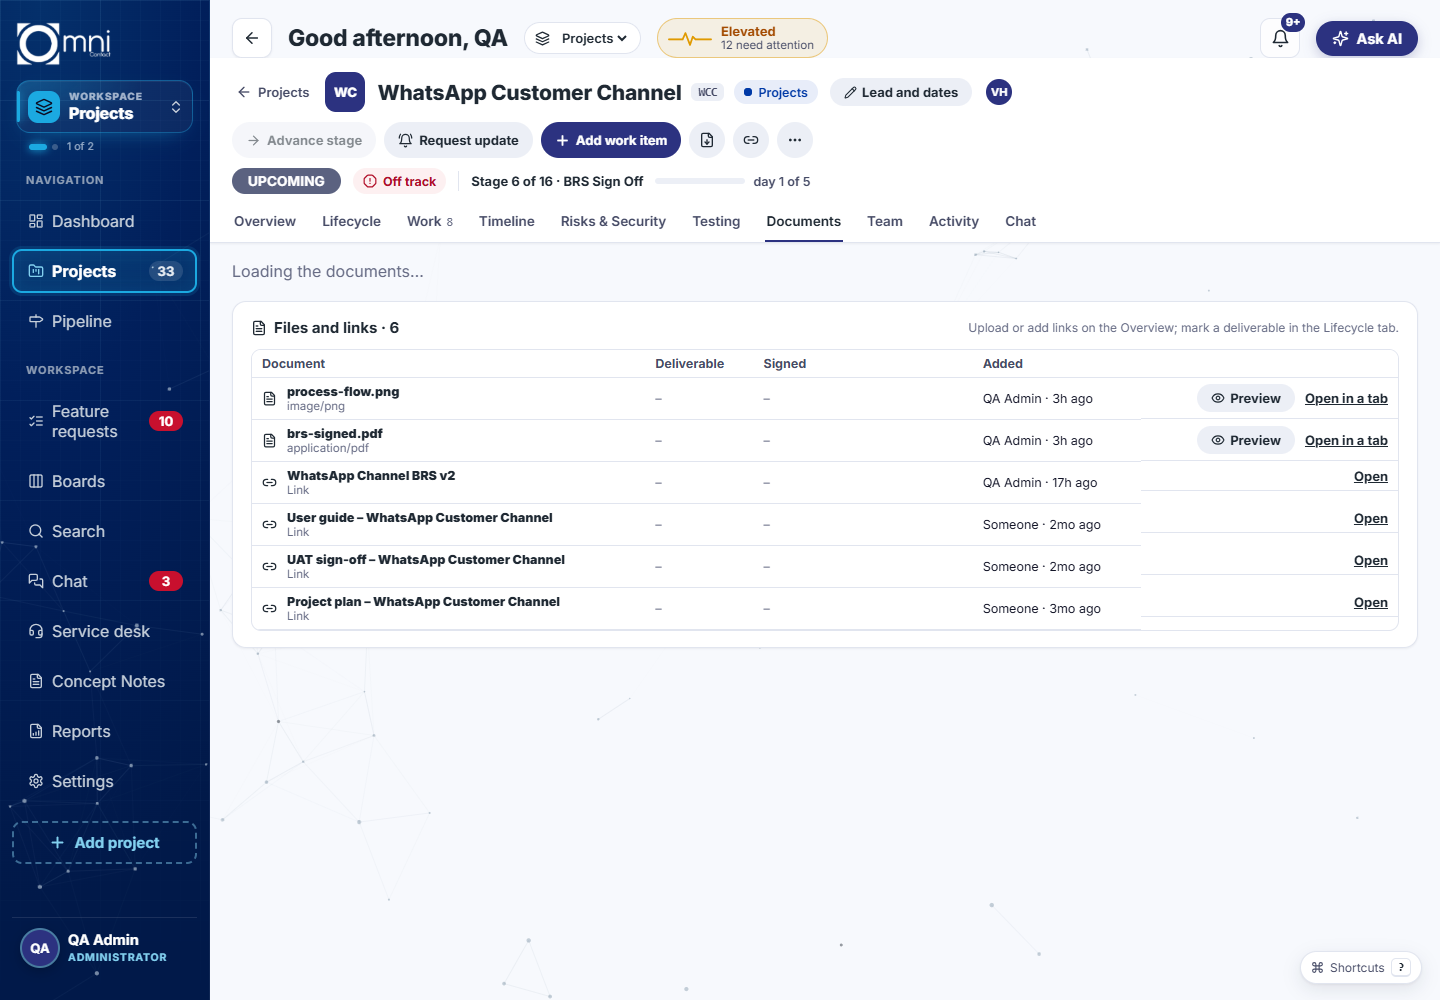 Omni
Contact
WORKSPACE
Projects
1 of 2
NAVIGATION
Dashboard
Projects 33
Pipeline
WORKSPACE
Feature requests 10
Boards
Search
Chat 3
Service desk
Concept Notes
Reports
Settings
+ Add project
QA
QA Admin
ADMINISTRATOR
Good afternoon, QA
Projects
Elevated
12 need attention
9+
Ask AI
Projects
WC
WhatsApp Customer Channel
WCC
Projects
Lead and dates
VH
Advance stage
Request update
+ Add work item
UPCOMING
Off track
Stage 6 of 16 · BRS Sign Off
day 1 of 5
Overview Lifecycle Work 8 Timeline Risks & Security Testing Documents Team Activity Chat
Loading the documents...
Files and links · 6
Upload or add links on the Overview; mark a deliverable in the Lifecycle tab.
Document Deliverable Signed Added
process-flow.png
image/png
– – QA Admin · 3h ago Preview Open in a tab
brs-signed.pdf
application/pdf
– – QA Admin · 3h ago Preview Open in a tab
WhatsApp Channel BRS v2
Link
– – QA Admin · 17h ago Open
User guide – WhatsApp Customer Channel
Link
– – Someone · 2mo ago Open
UAT sign-off – WhatsApp Customer Channel
Link
– – Someone · 2mo ago Open
Project plan – WhatsApp Customer Channel
Link
– – Someone · 3mo ago Open
⌘ Shortcuts ?